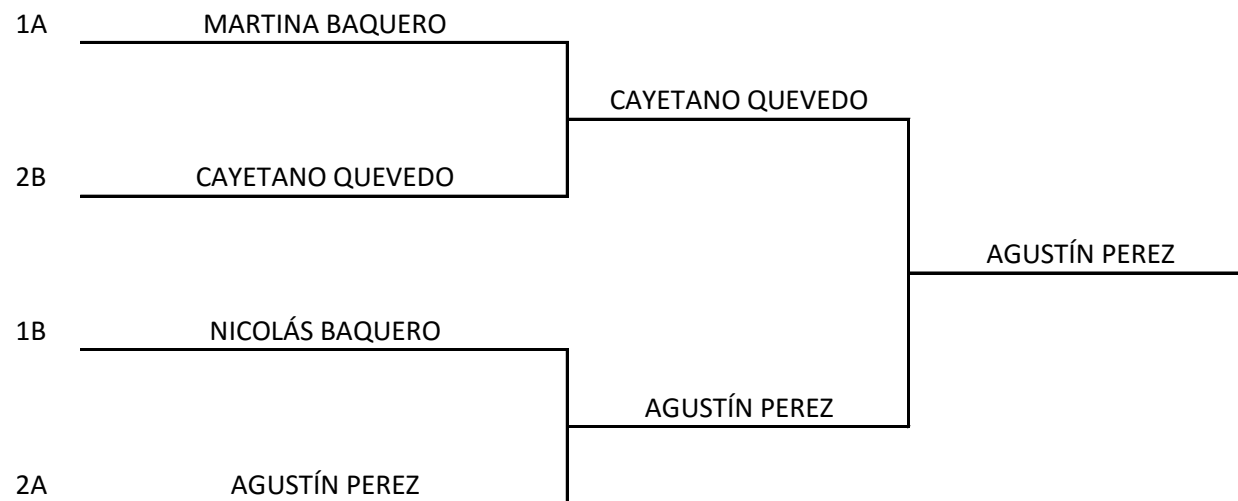 1A MARTINA BAQUERO
CAYETANO QUEVEDO
2B CAYETANO QUEVEDO
AGUSTÍN PEREZ
1B NICOLÁS BAQUERO
AGUSTÍN PEREZ
2A AGUSTÍN PEREZ